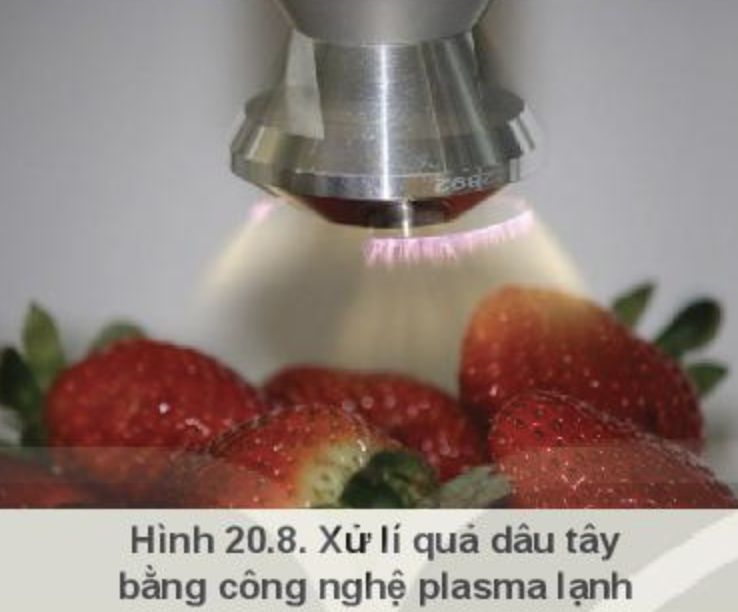 Hình 20.8. Xử lí quả dâu tây
bằng công nghệ plasma lạnh